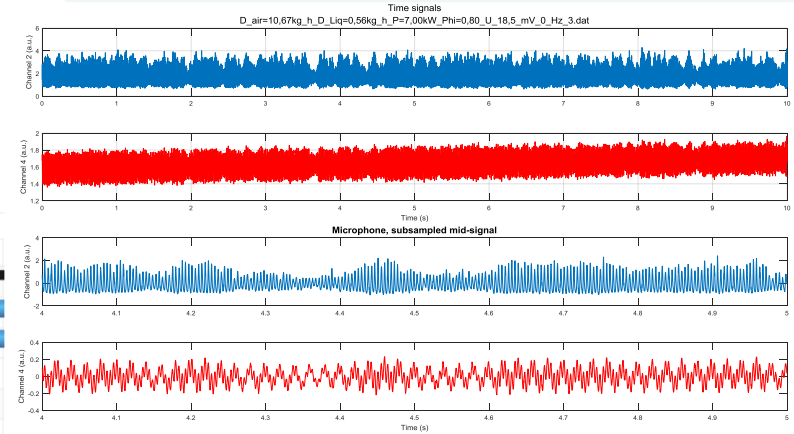 Time signals
D_air=10,67kg_h_D_Liq=0,56kg_h_P=7,00kW_Phi=0,80_U_18,5_mV_0_Hz_3.dat
Channel 2 (a.u.)
6
4
2
0
0 1 2 3 4 5 6 7 8 9 10
Channel 4 (a.u.)
2
1.8
1.6
1.4
1.2
0 1 2 3 4 5 6 7 8 9 10
Time (s)
Microphone, subsampled mid-signal
Channel 2 (a.u.)
4
2
0
-2
4 4.1 4.2 4.3 4.4 4.5 4.6 4.7 4.8 4.9 5
Channel 4 (a.u.)
0.4
0.2
0
-0.2
-0.4
4 4.1 4.2 4.3 4.4 4.5 4.6 4.7 4.8 4.9 5
Time (s)